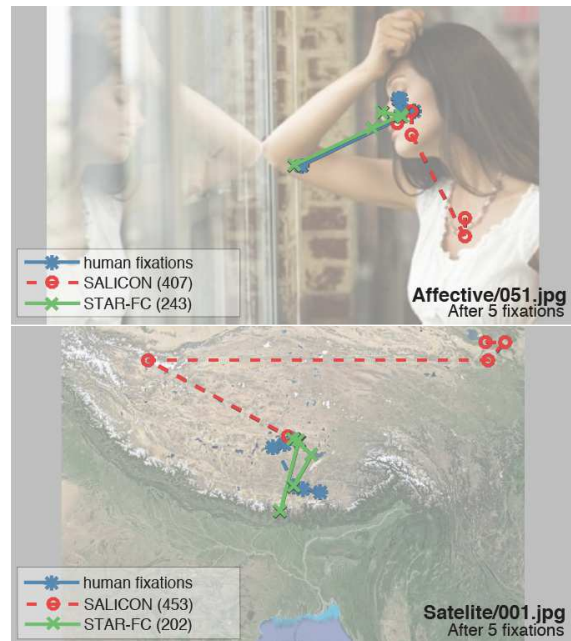 human fixations
SALICON (407)
STAR-FC (243)
Affective/051.jpg
After 5 fixations
human fixations
SALICON (453)
STAR-FC (202)
Satelite/001.jpg
After 5 fixations